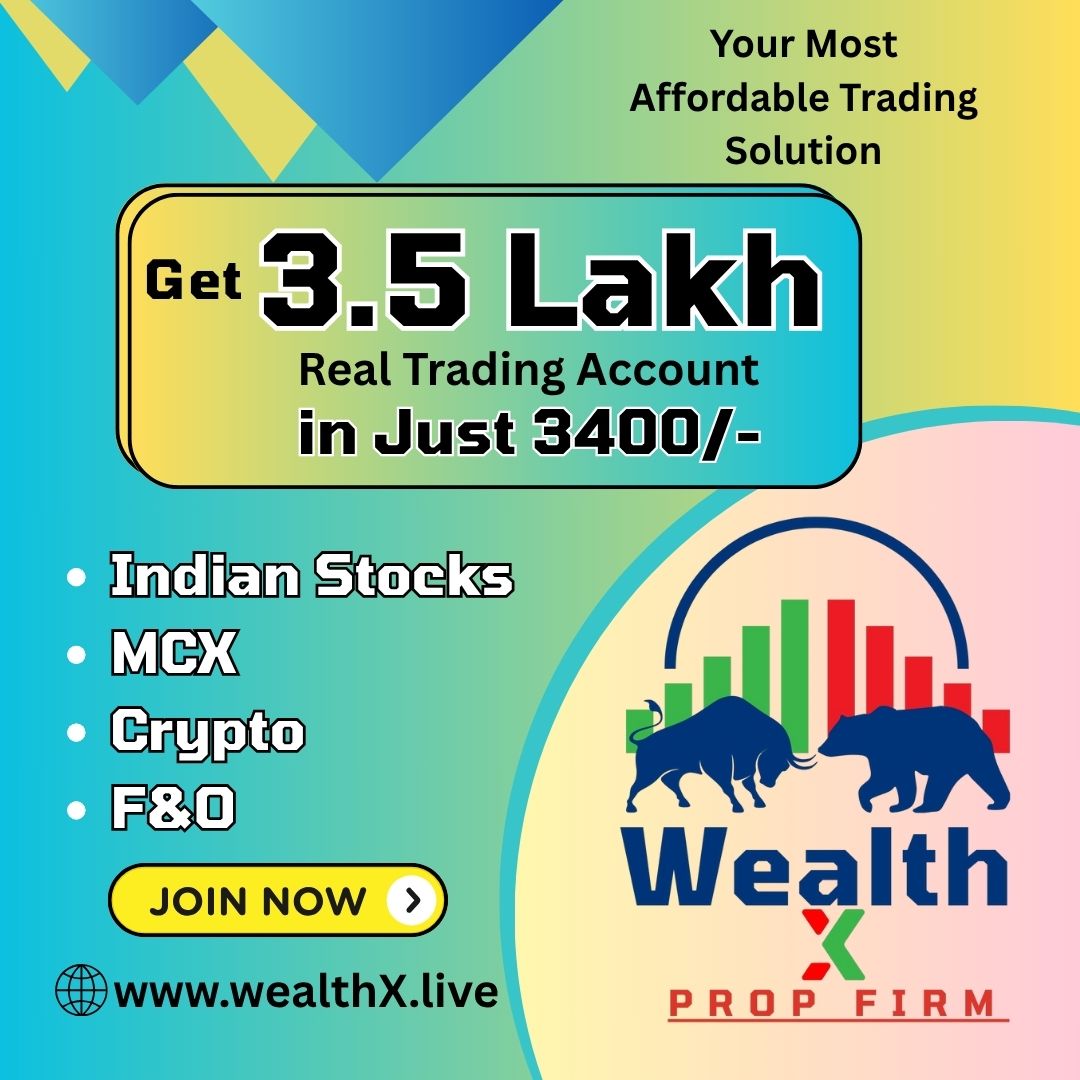 Your Most
Affordable Trading
Solution
Get 3.5 Lakh
Real Trading Account
in Just 3400/-
Indian Stocks
MCX
Crypto
F&O
JOIN NOW
www.wealthX.live
Wealth
X
PROP FIRM